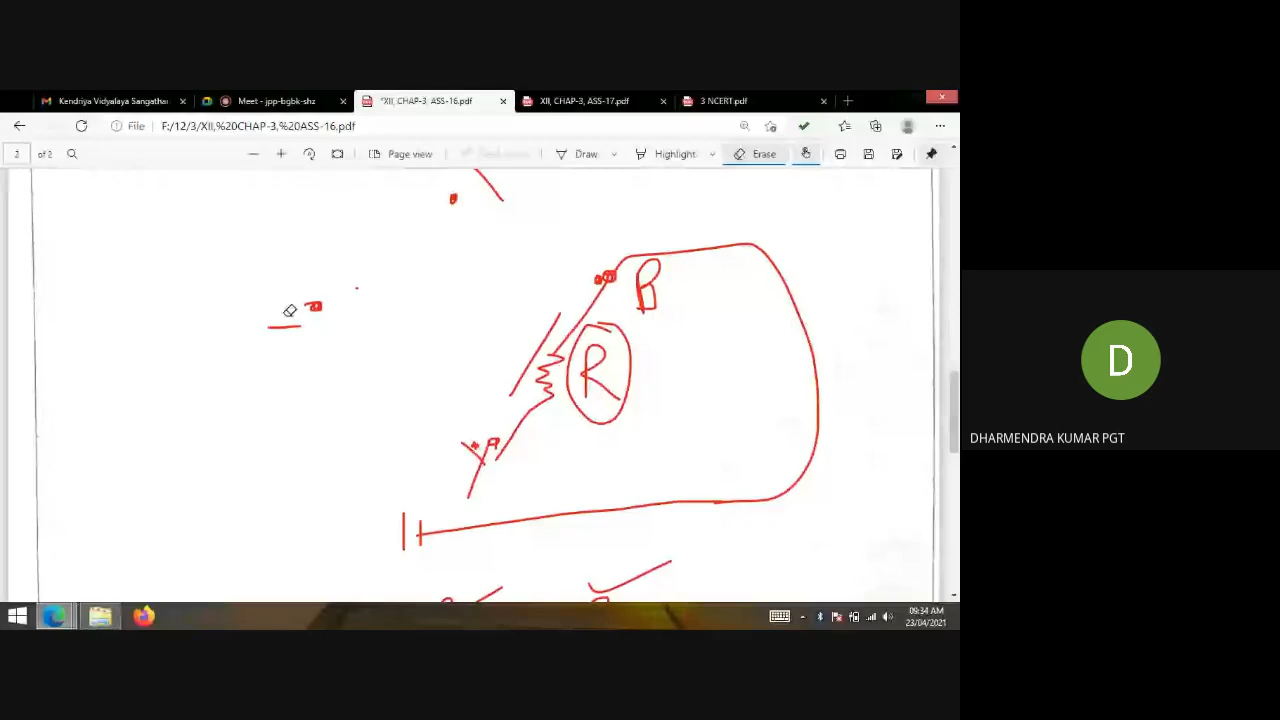 Kendriya Vidyalaya Sangathan
Meet - jpp-bgbk-shz
*XII, CHAP-3, ASS-16.pdf
XII, CHAP-3, ASS-17.pdf
3 NCERT.pdf
File
F:/12/3/XII,%20CHAP-3,%20ASS-16.pdf
2 of 2
Page view
Draw
Highlight
Erase
B
R
D
DHARMENDRA KUMAR PGT
09:34 AM
23/04/2021